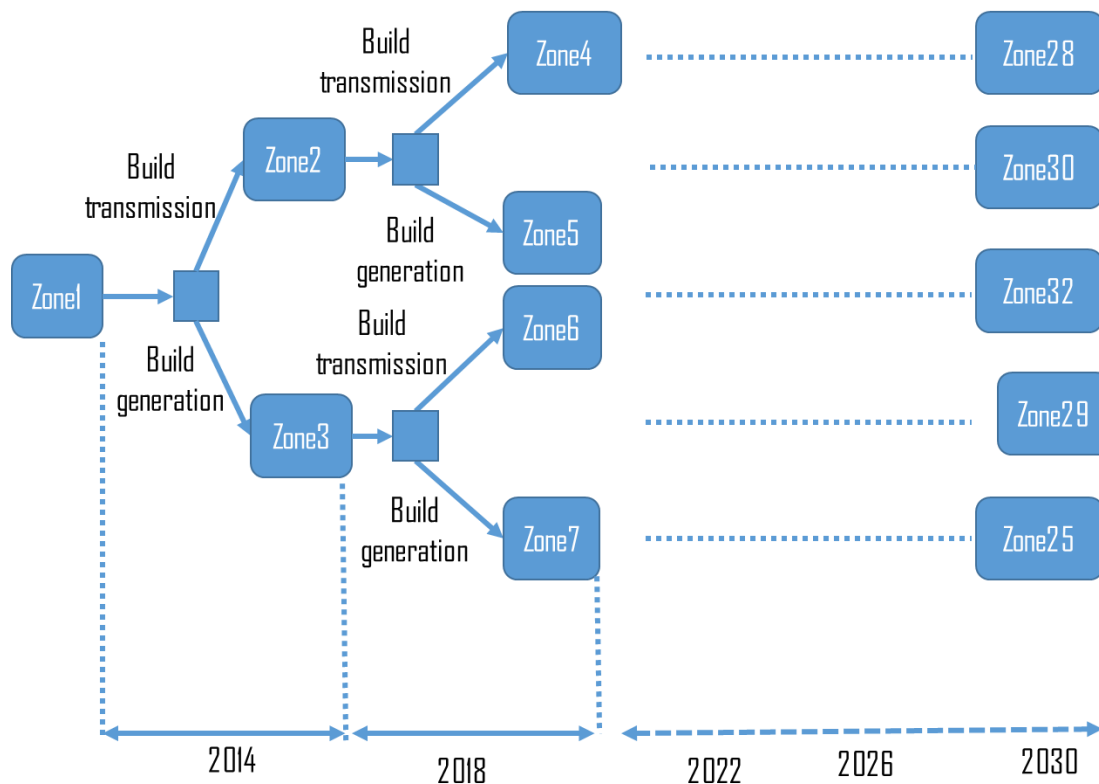 Build
transmission
Zone4
Zone28
Build
transmission
Zone2
Zone30
Build
generation
Zone5
Zone1
Zone32
Build
generation
Build
transmission
Zone6
Zone3
Zone29
Build
generation
Zone7
Zone25
2014
2018
2022
2026
2030